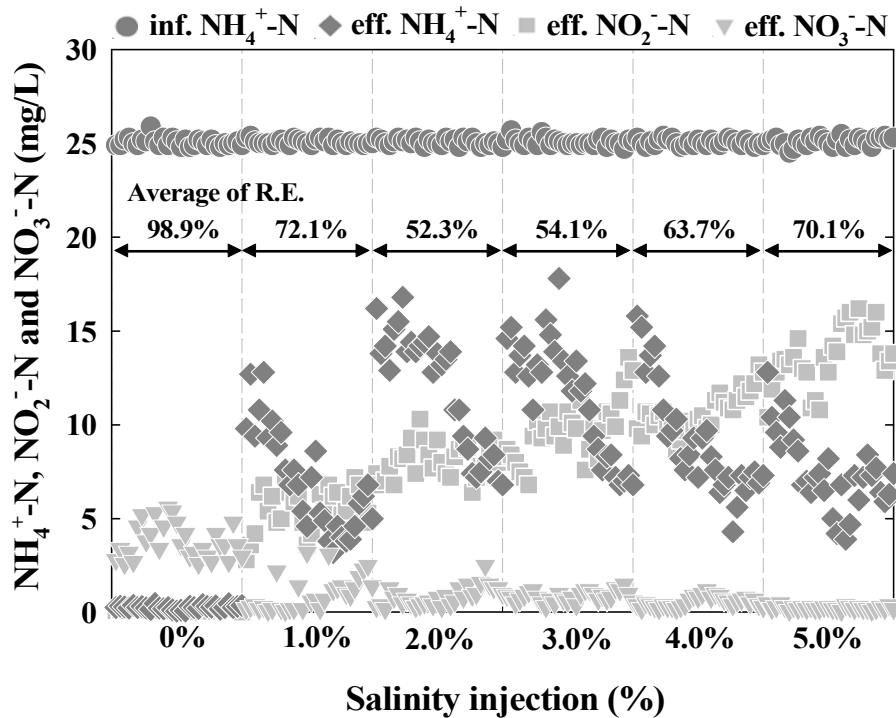 inf. NH₄⁺-N eff. NH₄⁺-N eff. NO₂⁻-N eff. NO₃⁻-N
NH₄⁺-N, NO₂⁻-N and NO₃⁻-N (mg/L)
30
25
20
15
10
5
0
Average of R.E.
98.9% 72.1% 52.3% 54.1% 63.7% 70.1%
0% 1.0% 2.0% 3.0% 4.0% 5.0%
Salinity injection (%)